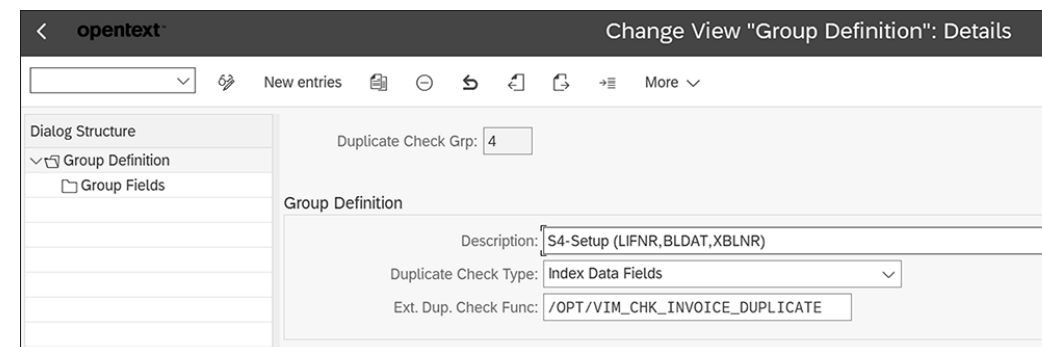 opentext™
Change View "Group Definition": Details
New entries
More
Dialog Structure
Group Definition
Group Fields
Duplicate Check Grp: 4
Group Definition
Description: S4-Setup (LIFNR,BLDAT,XBLNR)
Duplicate Check Type: Index Data Fields
Ext. Dup. Check Func: /OPT/VIM_CHK_INVOICE_DUPLICATE